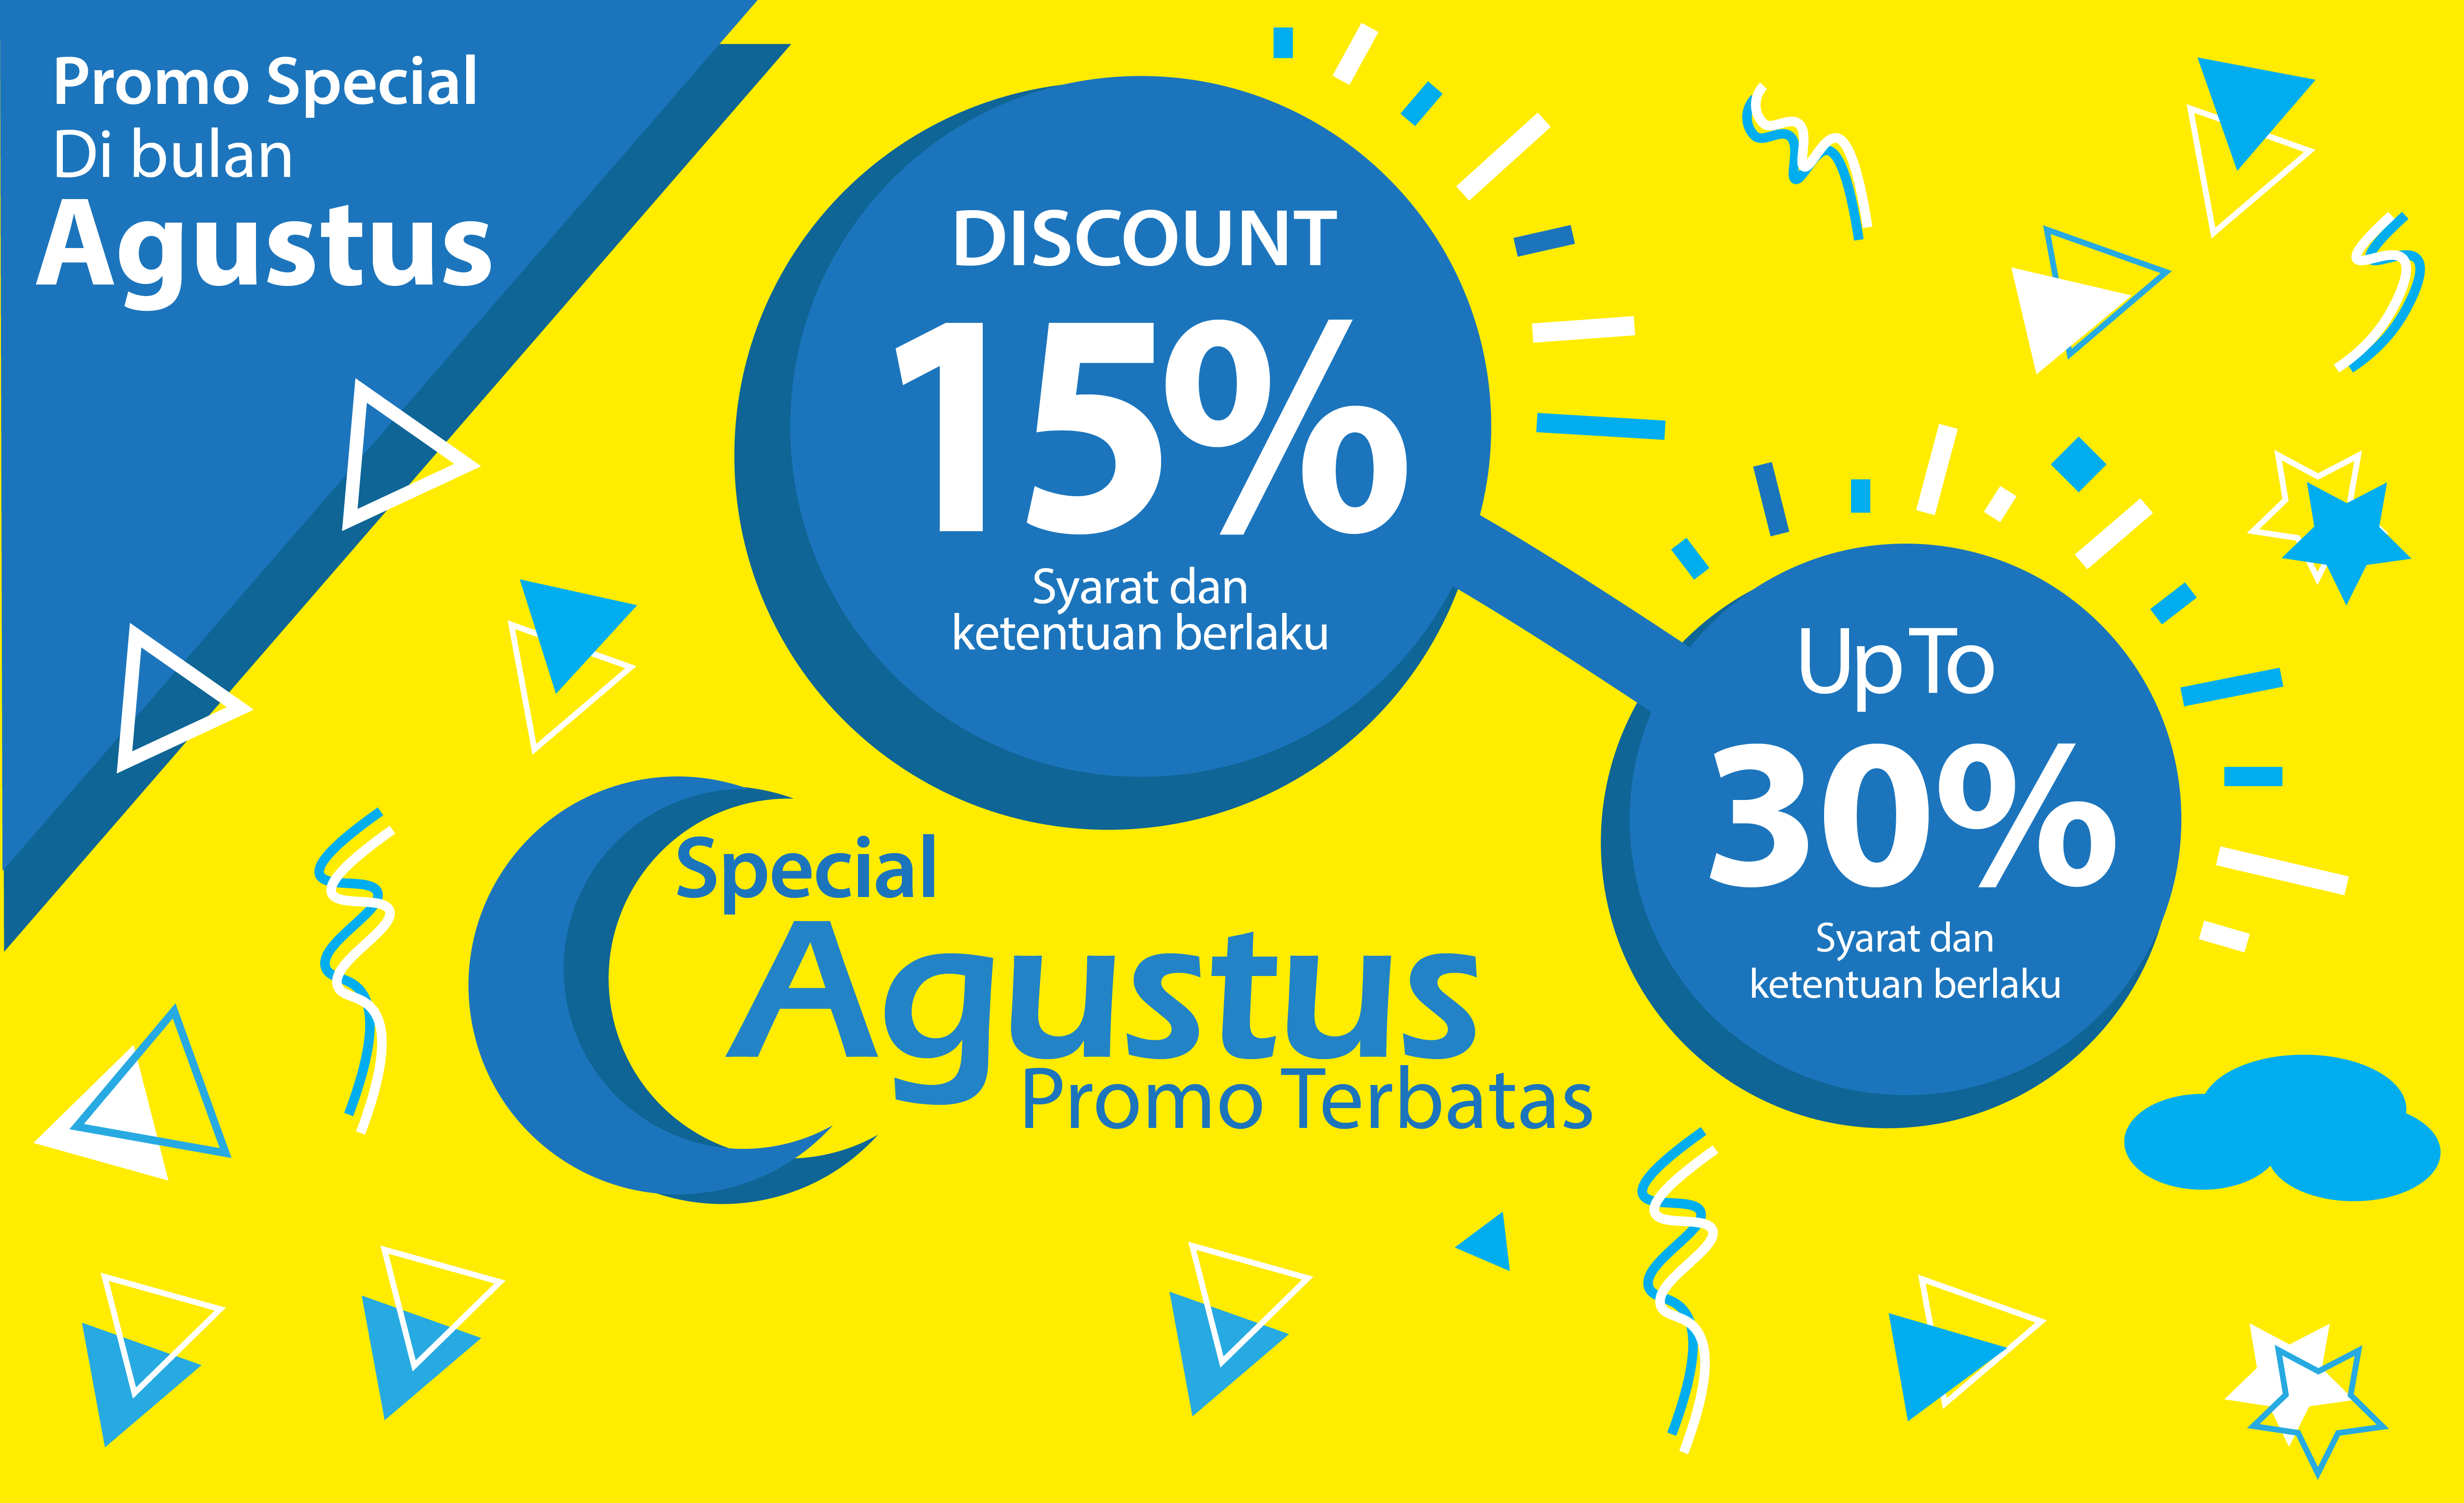 Promo Special
Di bulan
Agustus
DISCOUNT
15%
Syarat dan
ketentuan berlaku
Up To
30%
Syarat dan
ketentuan berlaku
Special
Agustus
Promo Terbatas